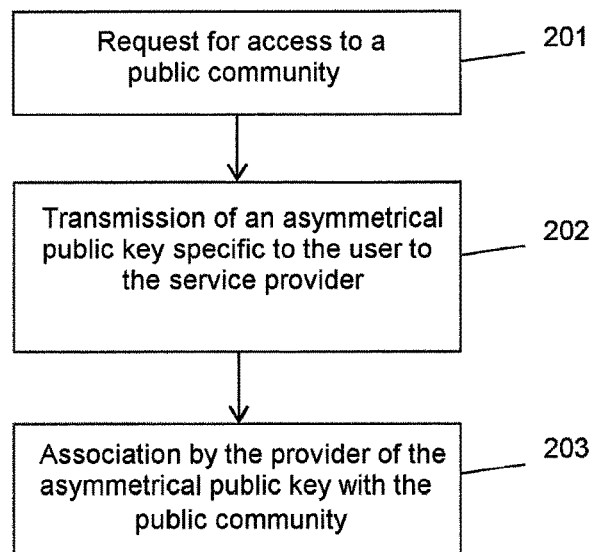 Request for access to a
public community
201
Transmission of an asymmetrical
public key specific to the user to
the service provider
202
Association by the provider of the
asymmetrical public key with the
public community
203